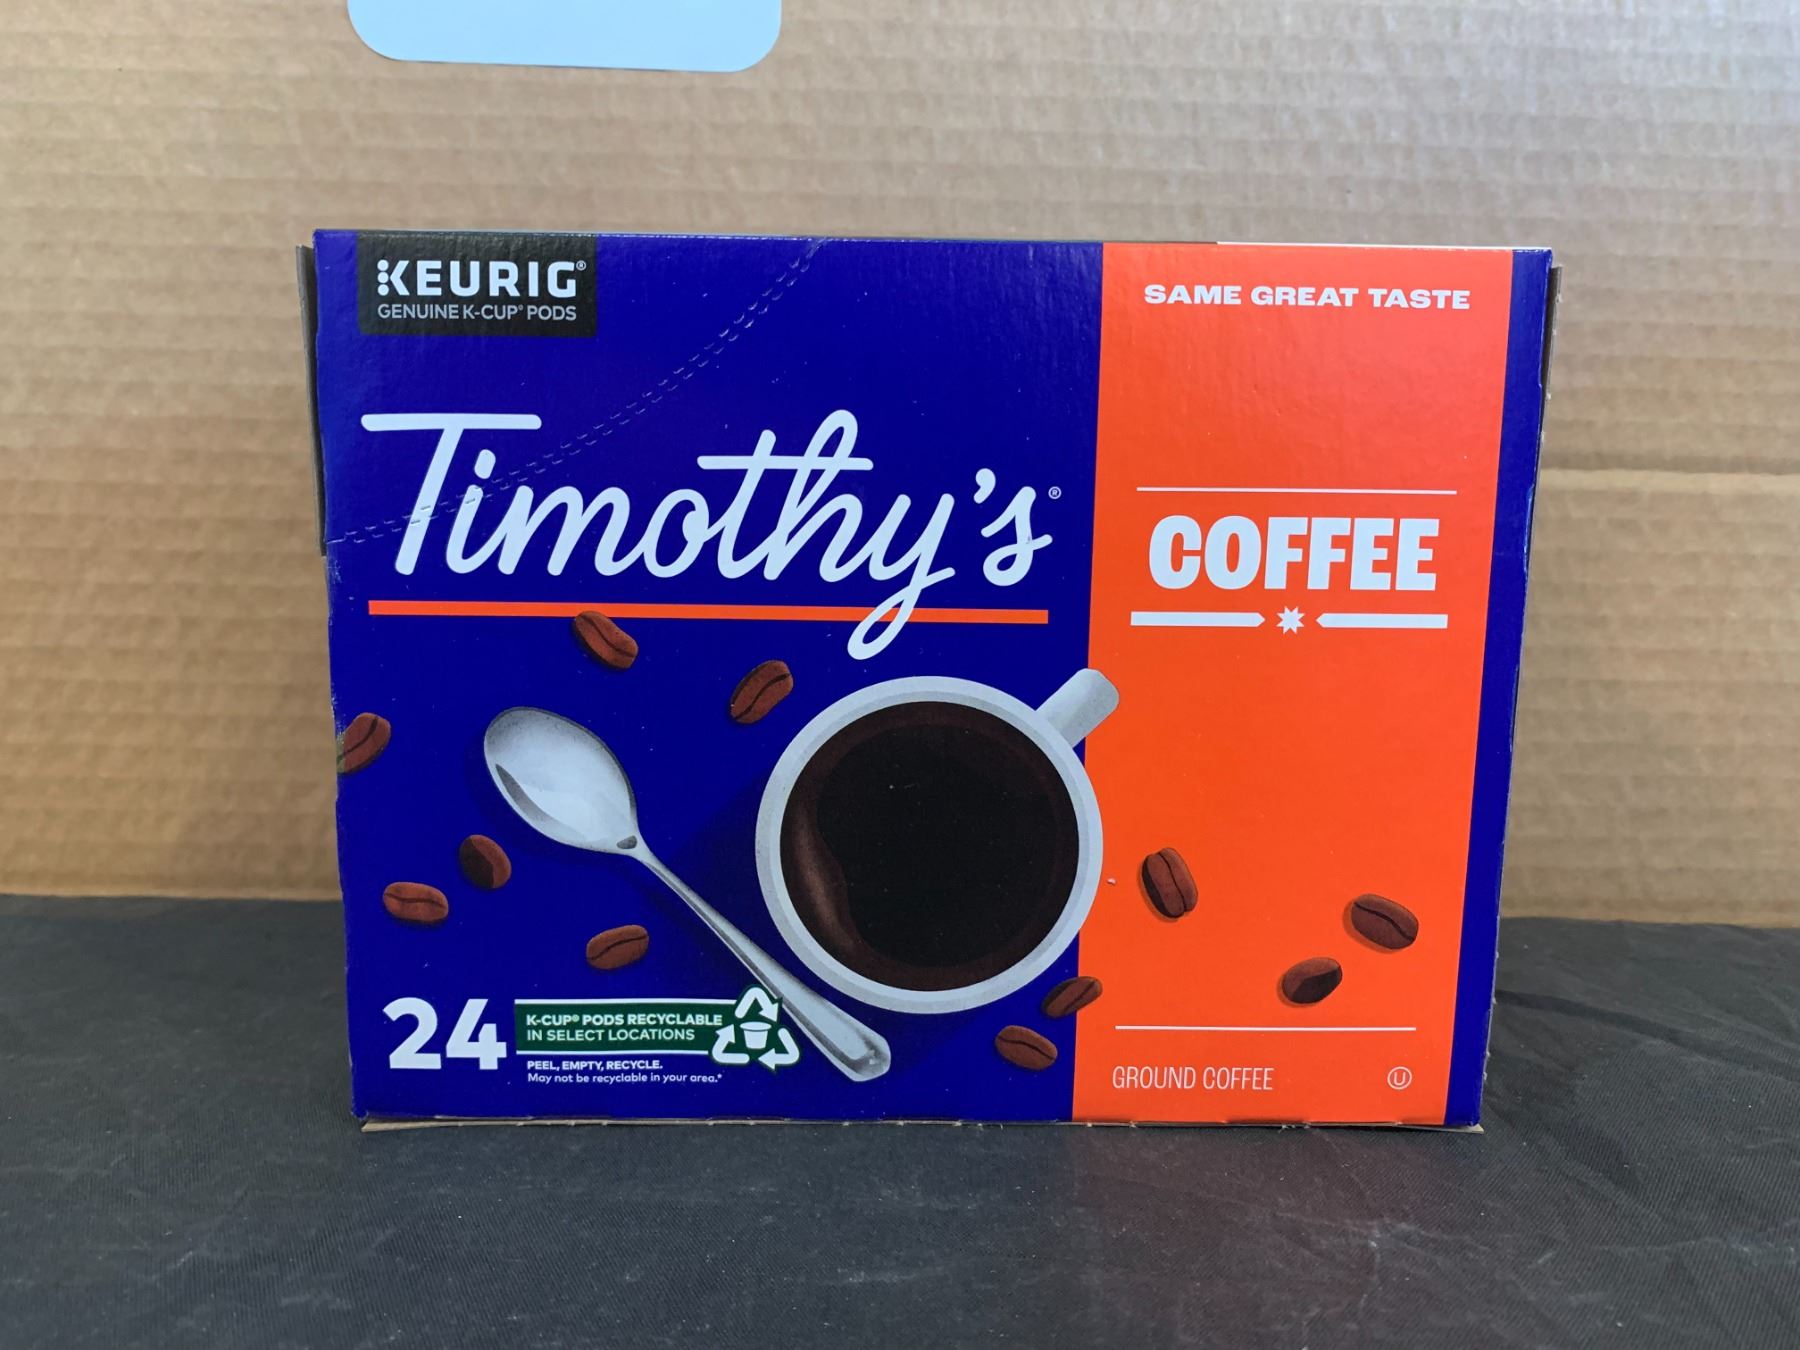 KEURIG®
GENUINE K-CUP® PODS
SAME GREAT TASTE
Timothy's®
COFFEE
24
K-CUP® PODS RECYCLABLE
IN SELECT LOCATIONS
PEEL, EMPTY, RECYCLE.
May not be recyclable in your area.*
GROUND COFFEE
U